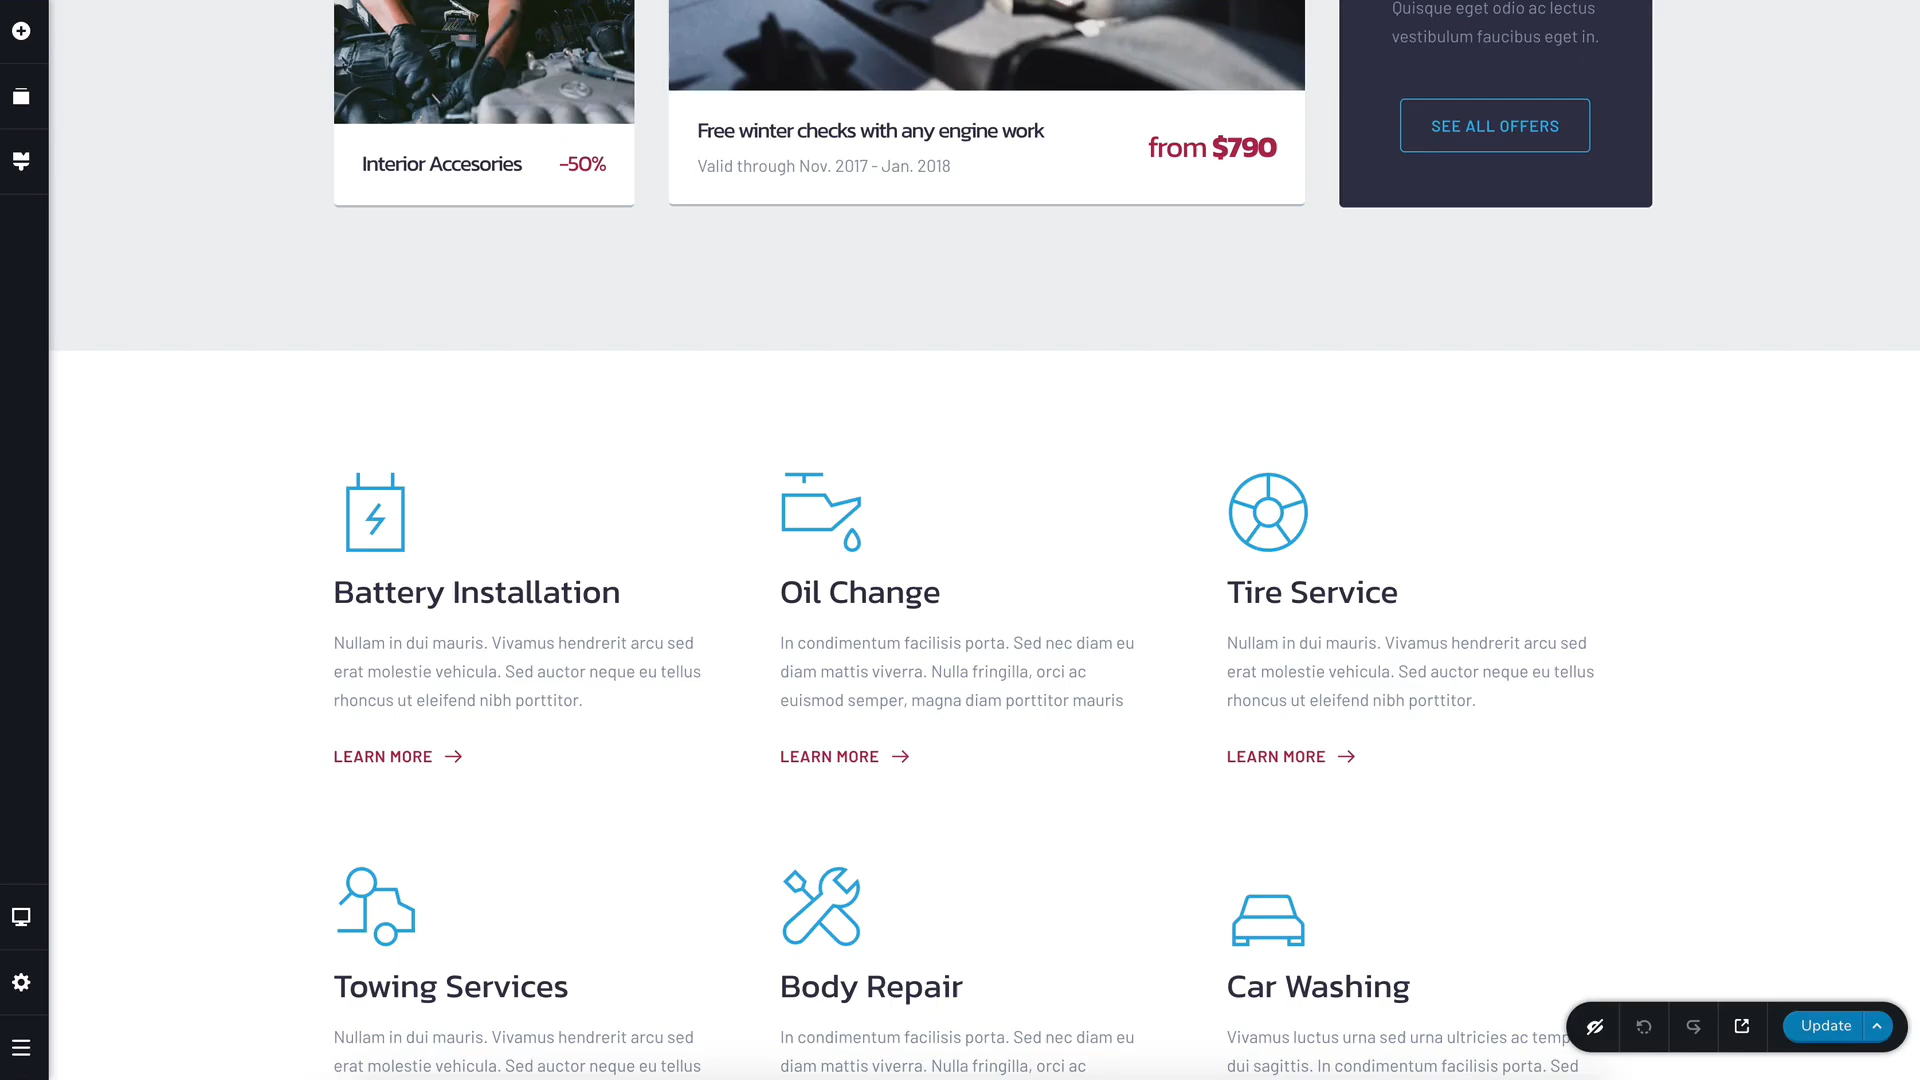 Quisque eget odio ac lectus
vestibulum faucibus eget in.
SEE ALL OFFERS
Free winter checks with any engine work
Valid through Nov. 2017 - Jan. 2018
from $790
Interior Accesories
-50%
Battery Installation
Nullam in dui mauris. Vivamus hendrerit arcu sed
erat molestie vehicula. Sed auctor neque eu tellus
rhoncus ut eleifend nibh porttitor.
LEARN MORE
Oil Change
In condimentum facilisis porta. Sed nec diam eu
diam mattis viverra. Nulla fringilla, orci ac
euismod semper, magna diam porttitor mauris
LEARN MORE
Tire Service
Nullam in dui mauris. Vivamus hendrerit arcu sed
erat molestie vehicula. Sed auctor neque eu tellus
rhoncus ut eleifend nibh porttitor.
LEARN MORE
Towing Services
Nullam in dui mauris. Vivamus hendrerit arcu sed
erat molestie vehicula. Sed auctor neque eu tellus
Body Repair
In condimentum facilisis porta. Sed nec diam eu
diam mattis viverra. Nulla fringilla, orci ac
Car Washing
Vivamus luctus urna sed urna ultricies ac temp
dui sagittis. In condimentum facilisis porta. Sed
Update